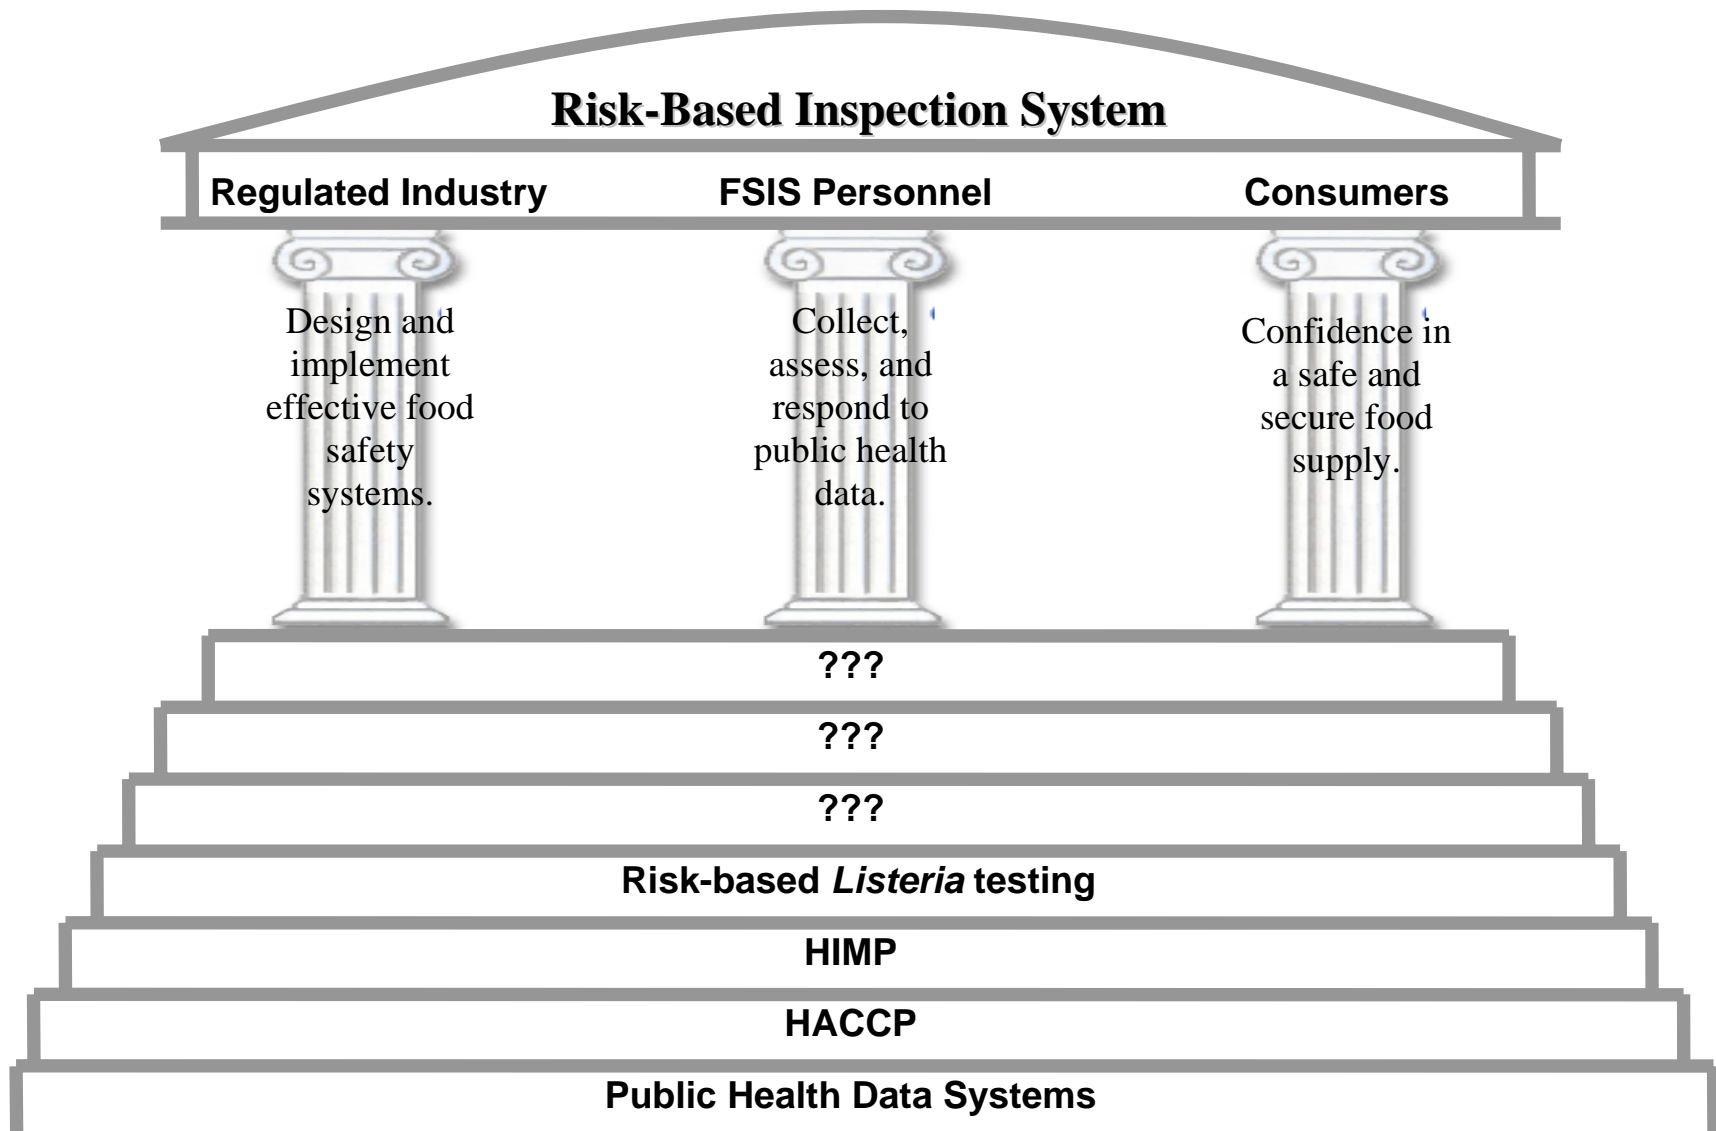 Risk-Based Inspection System
Regulated Industry
FSIS Personnel
Consumers
Design and
implement
effective food
safety
systems.
Collect,
assess, and
respond to
public health
data.
Confidence in
a safe and
secure food
supply.
???
???
???
Risk-based Listeria testing
HIMP
HACCP
Public Health Data Systems